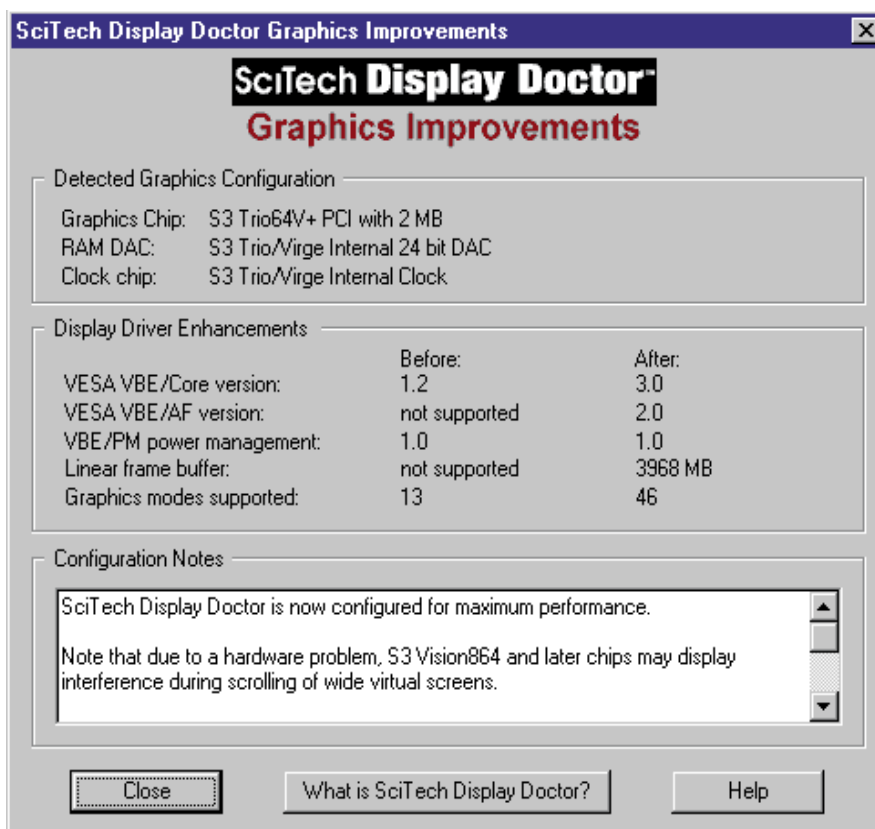 SciTech Display Doctor Graphics Improvements
SciTech Display Doctor™
Graphics Improvements
Detected Graphics Configuration
Graphics Chip: S3 Trio64V+ PCI with 2 MB
RAM DAC: S3 Trio/Virge Internal 24 bit DAC
Clock chip: S3 Trio/Virge Internal Clock
Display Driver Enhancements
Before: After:
VESA VBE/Core version: 1.2 3.0
VESA VBE/AF version: not supported 2.0
VBE/PM power management: 1.0 1.0
Linear frame buffer: not supported 3968 MB
Graphics modes supported: 13 46
Configuration Notes
SciTech Display Doctor is now configured for maximum performance.
Note that due to a hardware problem, S3 Vision864 and later chips may display
interference during scrolling of wide virtual screens.
Close What is SciTech Display Doctor? Help